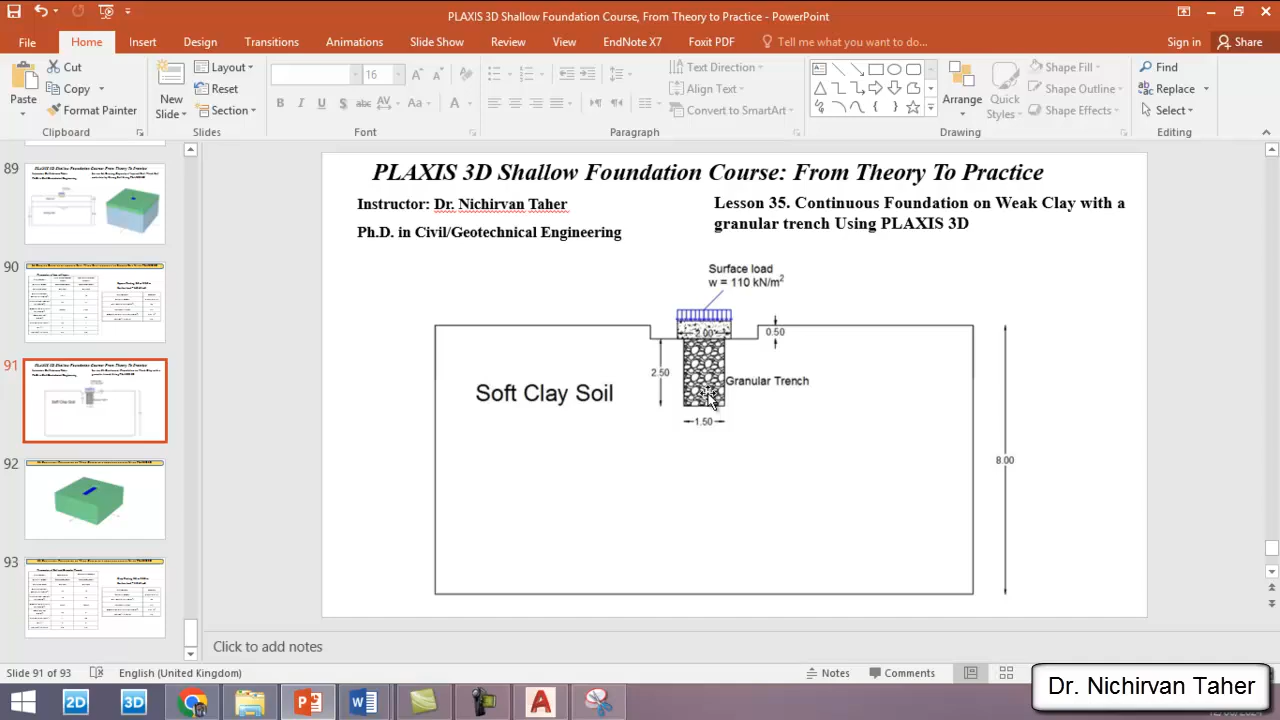 PLAXIS 3D Shallow Foundation Course, From Theory to Practice - PowerPoint
File Home Insert Design Transitions Animations Slide Show Review View EndNote X7 Foxit PDF Tell me what you want to do... Sign in Share
Paste
Cut
Copy
Format Painter
Clipboard
New
Slide
Layout
Reset
Section
Slides
16
Font
Paragraph
Text Direction
Align Text
Convert to SmartArt
Arrange
Quick
Styles
Shape Fill
Shape Outline
Shape Effects
Drawing
Find
Replace
Select
Editing
89
90
91
92
93
PLAXIS 3D Shallow Foundation Course: From Theory To Practice
Instructor: Dr. Nichirvan Taher
Ph.D. in Civil/Geotechnical Engineering
Lesson 35. Continuous Foundation on Weak Clay with a
granular trench Using PLAXIS 3D
Surface load
w = 110 kN/m2
2.00
0.50
2.50
Granular Trench
Soft Clay Soil
1.50
8.00
Click to add notes
Slide 91 of 93
English (United Kingdom)
Notes
Comments
2D
3D
Dr. Nichirvan Taher